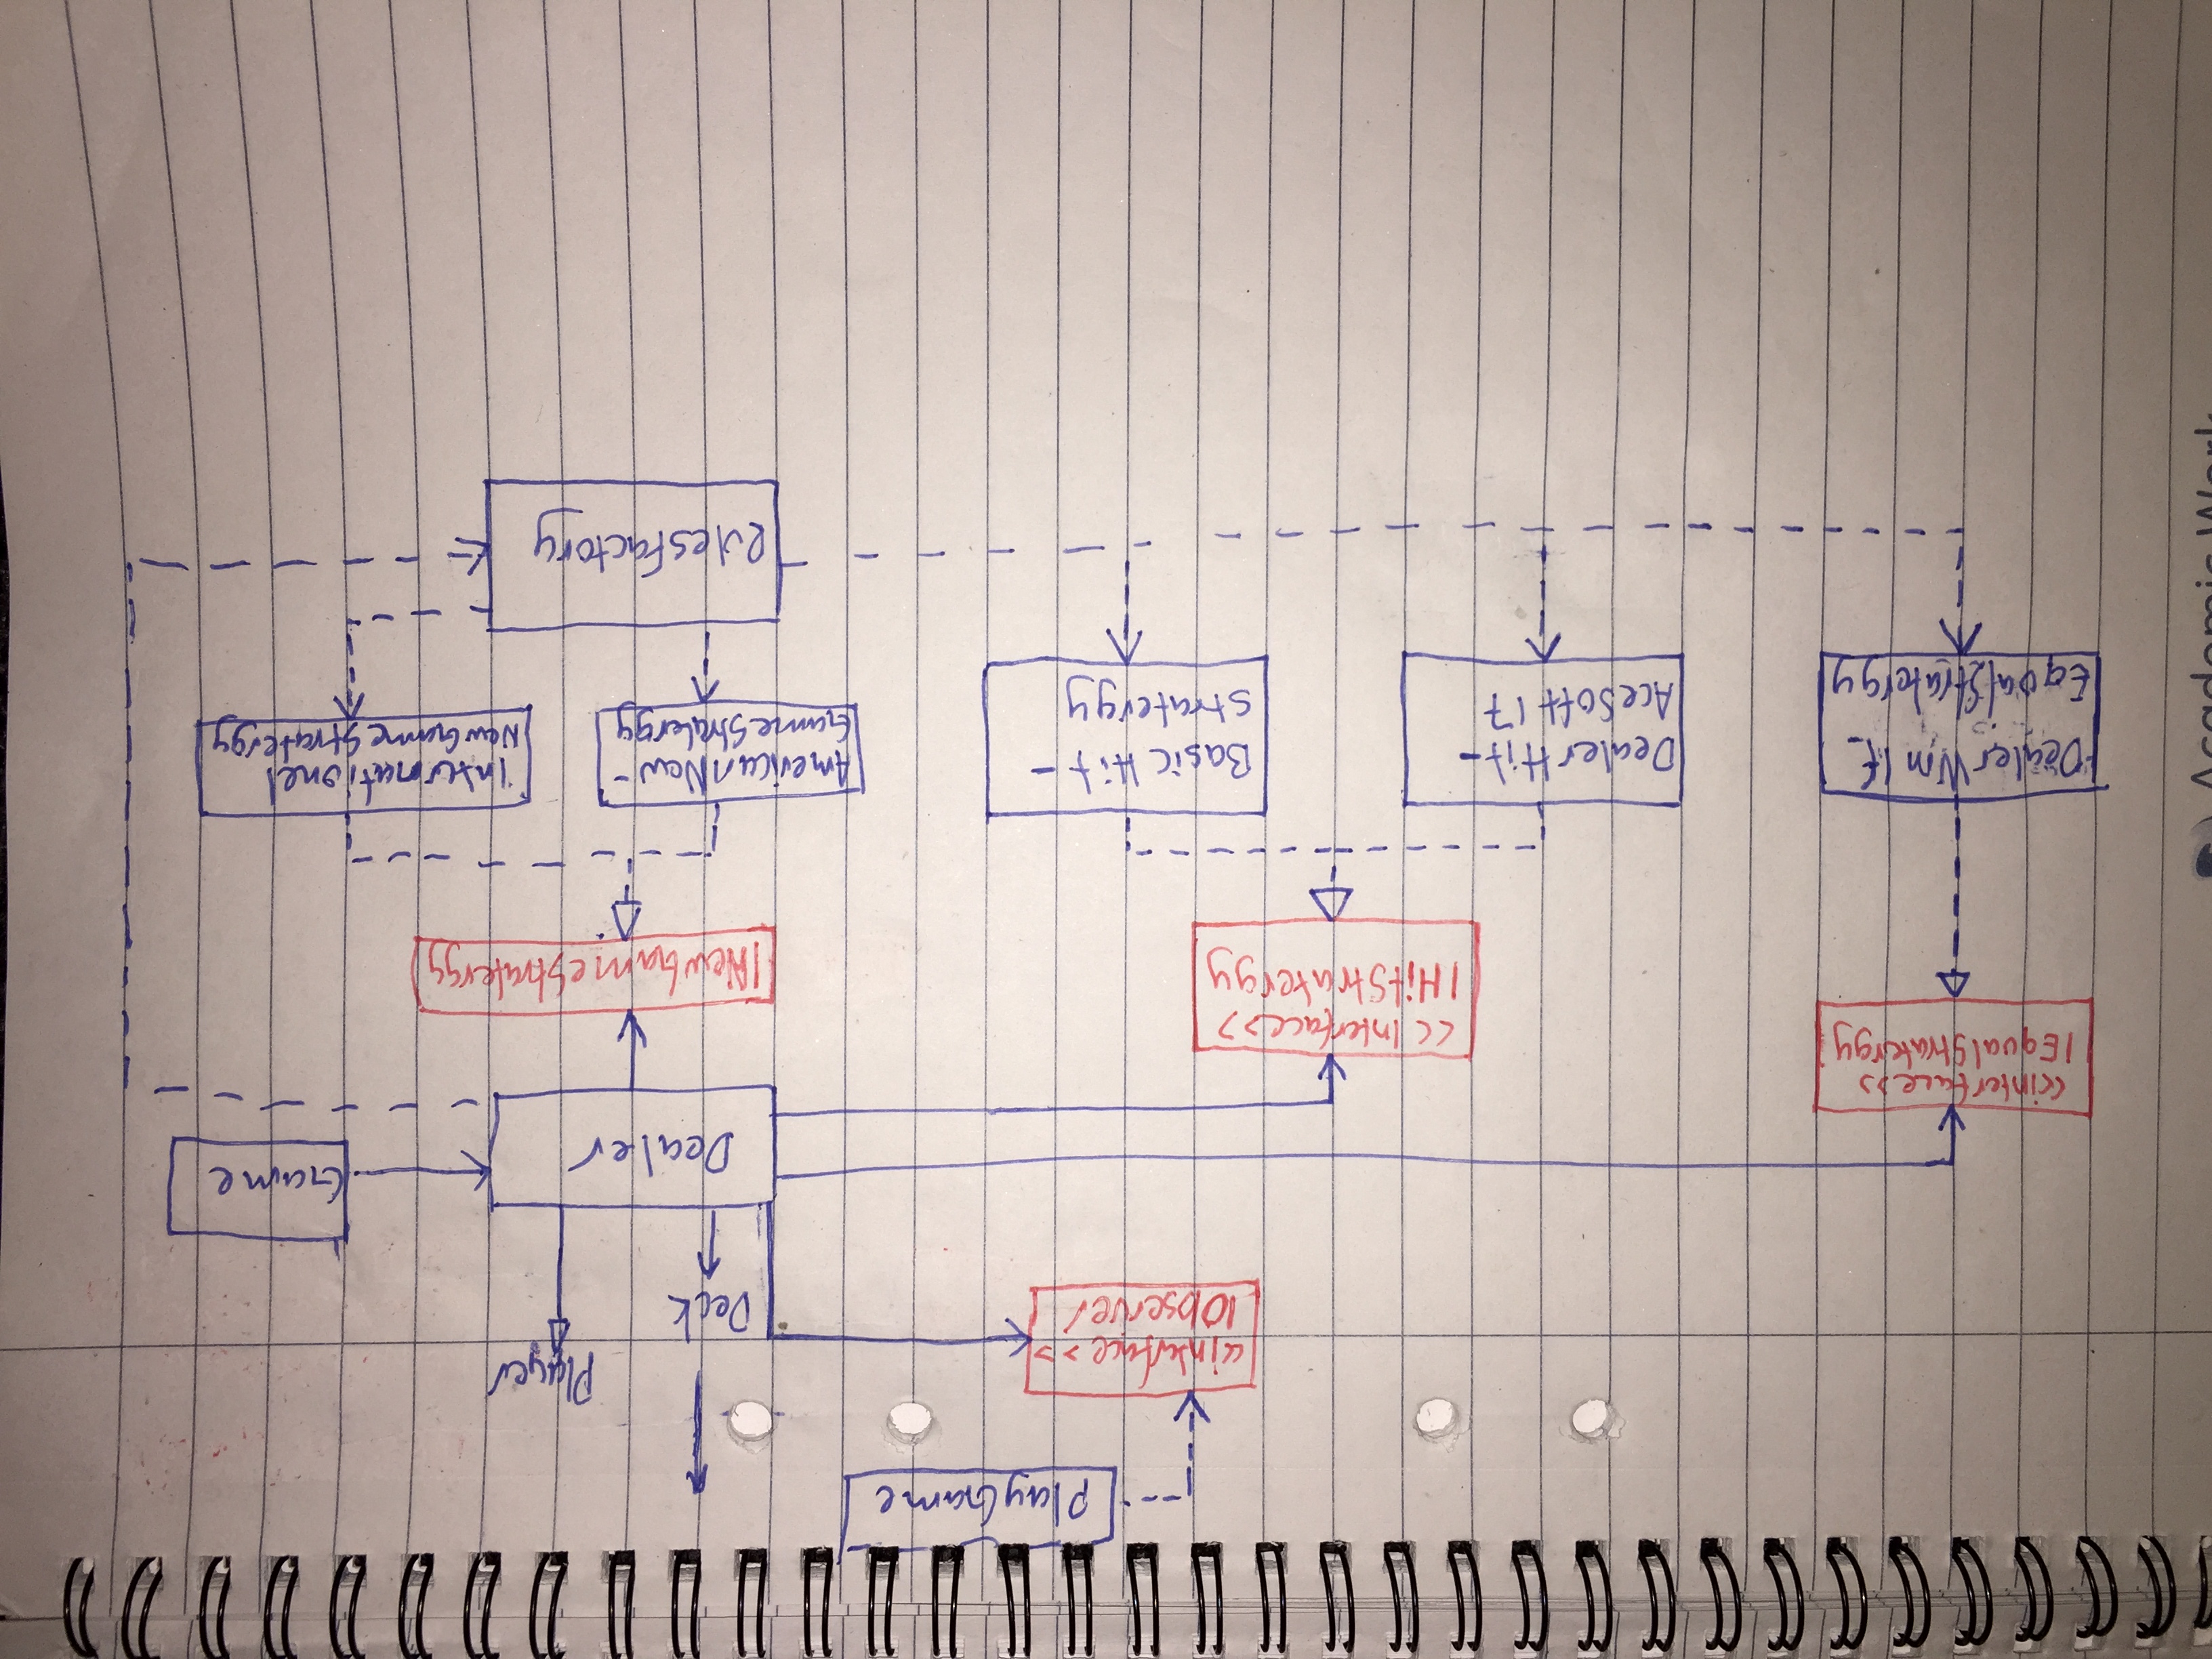 PlayGame
<<interface>>
IObserver
Player
Deck
Game
Dealer
<<interface>>
IEqualStratergy
<<Interface>>
IHitStratergy
INewGameStratergy
DealerWinIf_
EqualStratergy
DealerHit-
AceSoft17
BasicHit-
stratergy
AmericanNew-
GameStratergy
Internationel
NewGameStratergy
RulesFactory
Academic Work